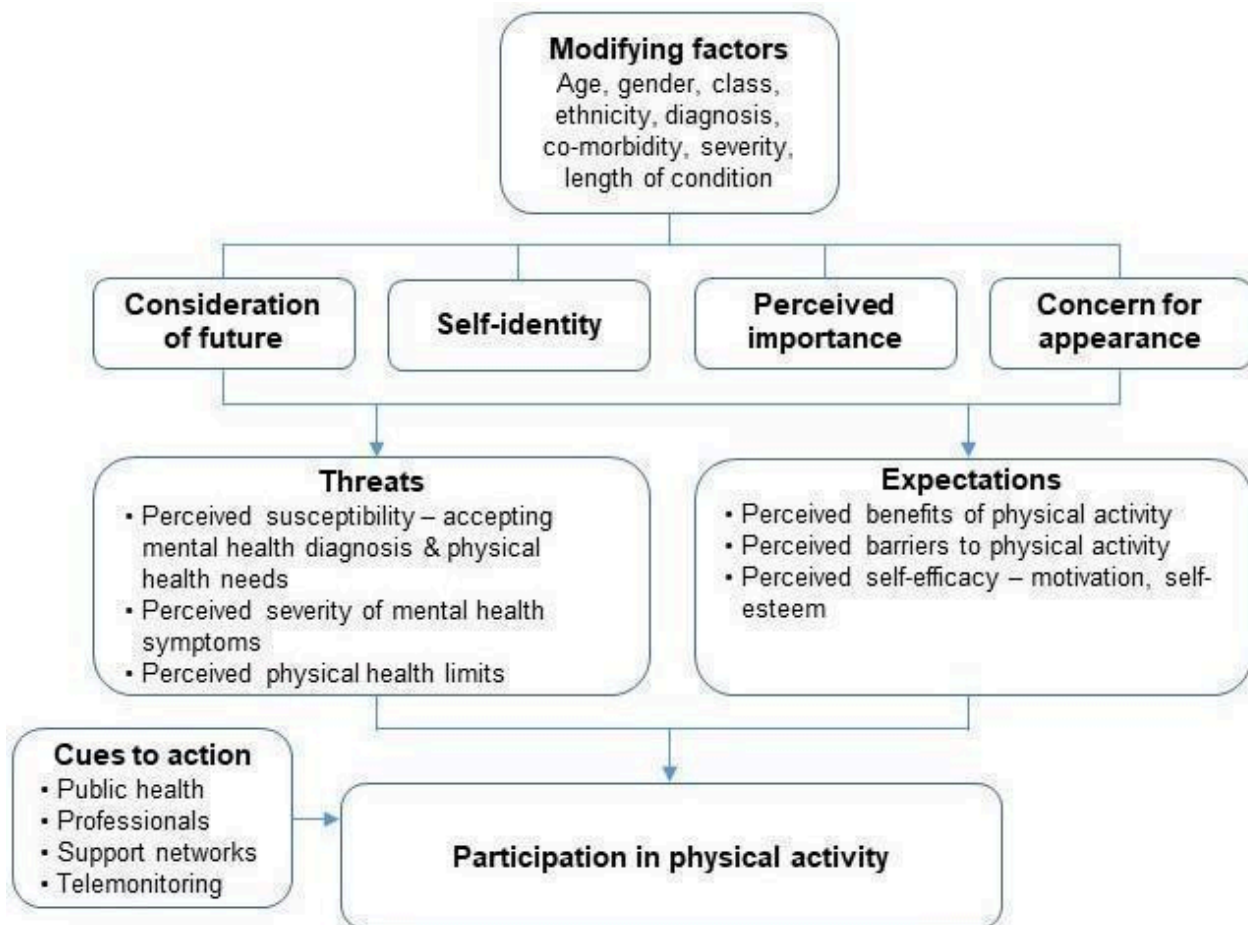 Modifying factors
Age, gender, class,
ethnicity, diagnosis,
co-morbidity, severity,
length of condition
Consideration
of future
Self-identity
Perceived
importance
Concern for
appearance
Threats
• Perceived susceptibility – accepting
mental health diagnosis & physical
health needs
• Perceived severity of mental health
symptoms
• Perceived physical health limits
Expectations
• Perceived benefits of physical activity
• Perceived barriers to physical activity
• Perceived self-efficacy – motivation, self-
esteem
Cues to action
• Public health
• Professionals
• Support networks
• Telemonitoring
Participation in physical activity